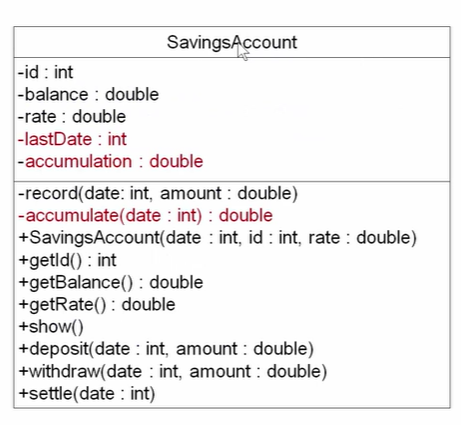 SavingsAccount
-id : int
-balance : double
-rate : double
-lastDate : int
-accumulation : double
-record(date: int, amount : double)
-accumulate(date : int) : double
+SavingsAccount(date : int, id : int, rate : double)
+getId() : int
+getBalance() : double
+getRate() : double
+show()
+deposit(date : int, amount : double)
+withdraw(date : int, amount : double)
+settle(date : int)